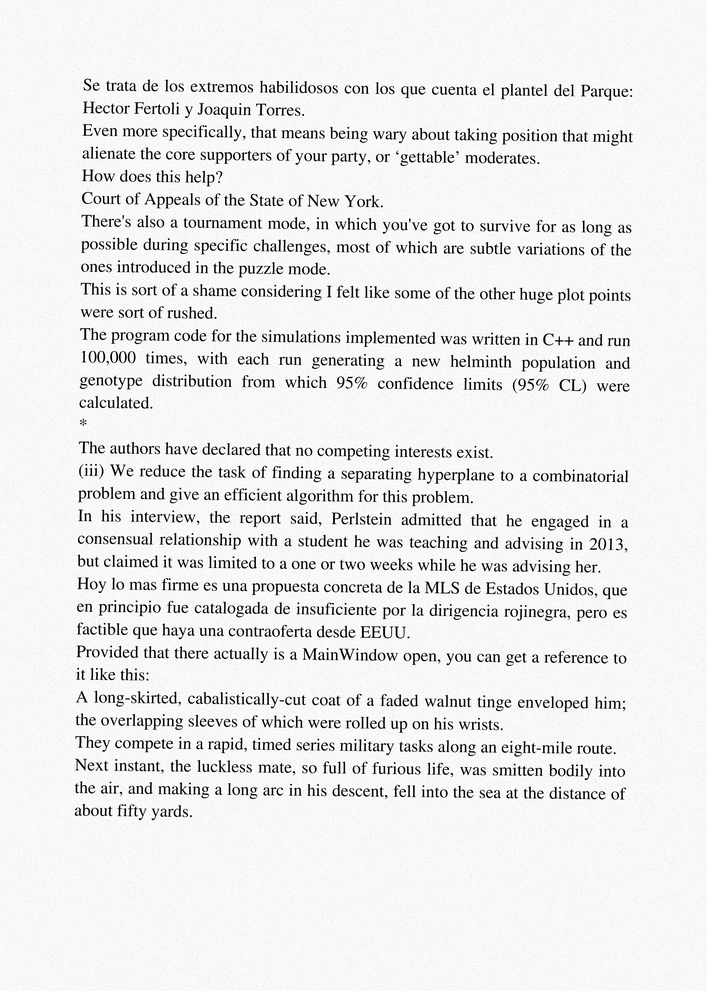 Se trata de los extremos habilidosos con los que cuenta el plantel del Parque:
Hector Fertoli y Joaquin Torres.
Even more specifically, that means being wary about taking position that might
alienate the core supporters of your party, or ‘gettable’ moderates.
How does this help?
Court of Appeals of the State of New York.
There's also a tournament mode, in which you've got to survive for as long as
possible during specific challenges, most of which are subtle variations of the
ones introduced in the puzzle mode.
This is sort of a shame considering I felt like some of the other huge plot points
were sort of rushed.
The program code for the simulations implemented was written in C++ and run
100,000 times, with each run generating a new helminth population and
genotype distribution from which 95% confidence limits (95% CL) were
calculated.
*
The authors have declared that no competing interests exist.
(iii) We reduce the task of finding a separating hyperplane to a combinatorial
problem and give an efficient algorithm for this problem.
In his interview, the report said, Perlstein admitted that he engaged in a
consensual relationship with a student he was teaching and advising in 2013,
but claimed it was limited to a one or two weeks while he was advising her.
Hoy lo mas firme es una propuesta concreta de la MLS de Estados Unidos, que
en principio fue catalogada de insuficiente por la dirigencia rojinegra, pero es
factible que haya una contraoferta desde EEUU.
Provided that there actually is a MainWindow open, you can get a reference to
it like this:
A long-skirted, cabalistically-cut coat of a faded walnut tinge enveloped him;
the overlapping sleeves of which were rolled up on his wrists.
They compete in a rapid, timed series military tasks along an eight-mile route.
Next instant, the luckless mate, so full of furious life, was smitten bodily into
the air, and making a long arc in his descent, fell into the sea at the distance of
about fifty yards.